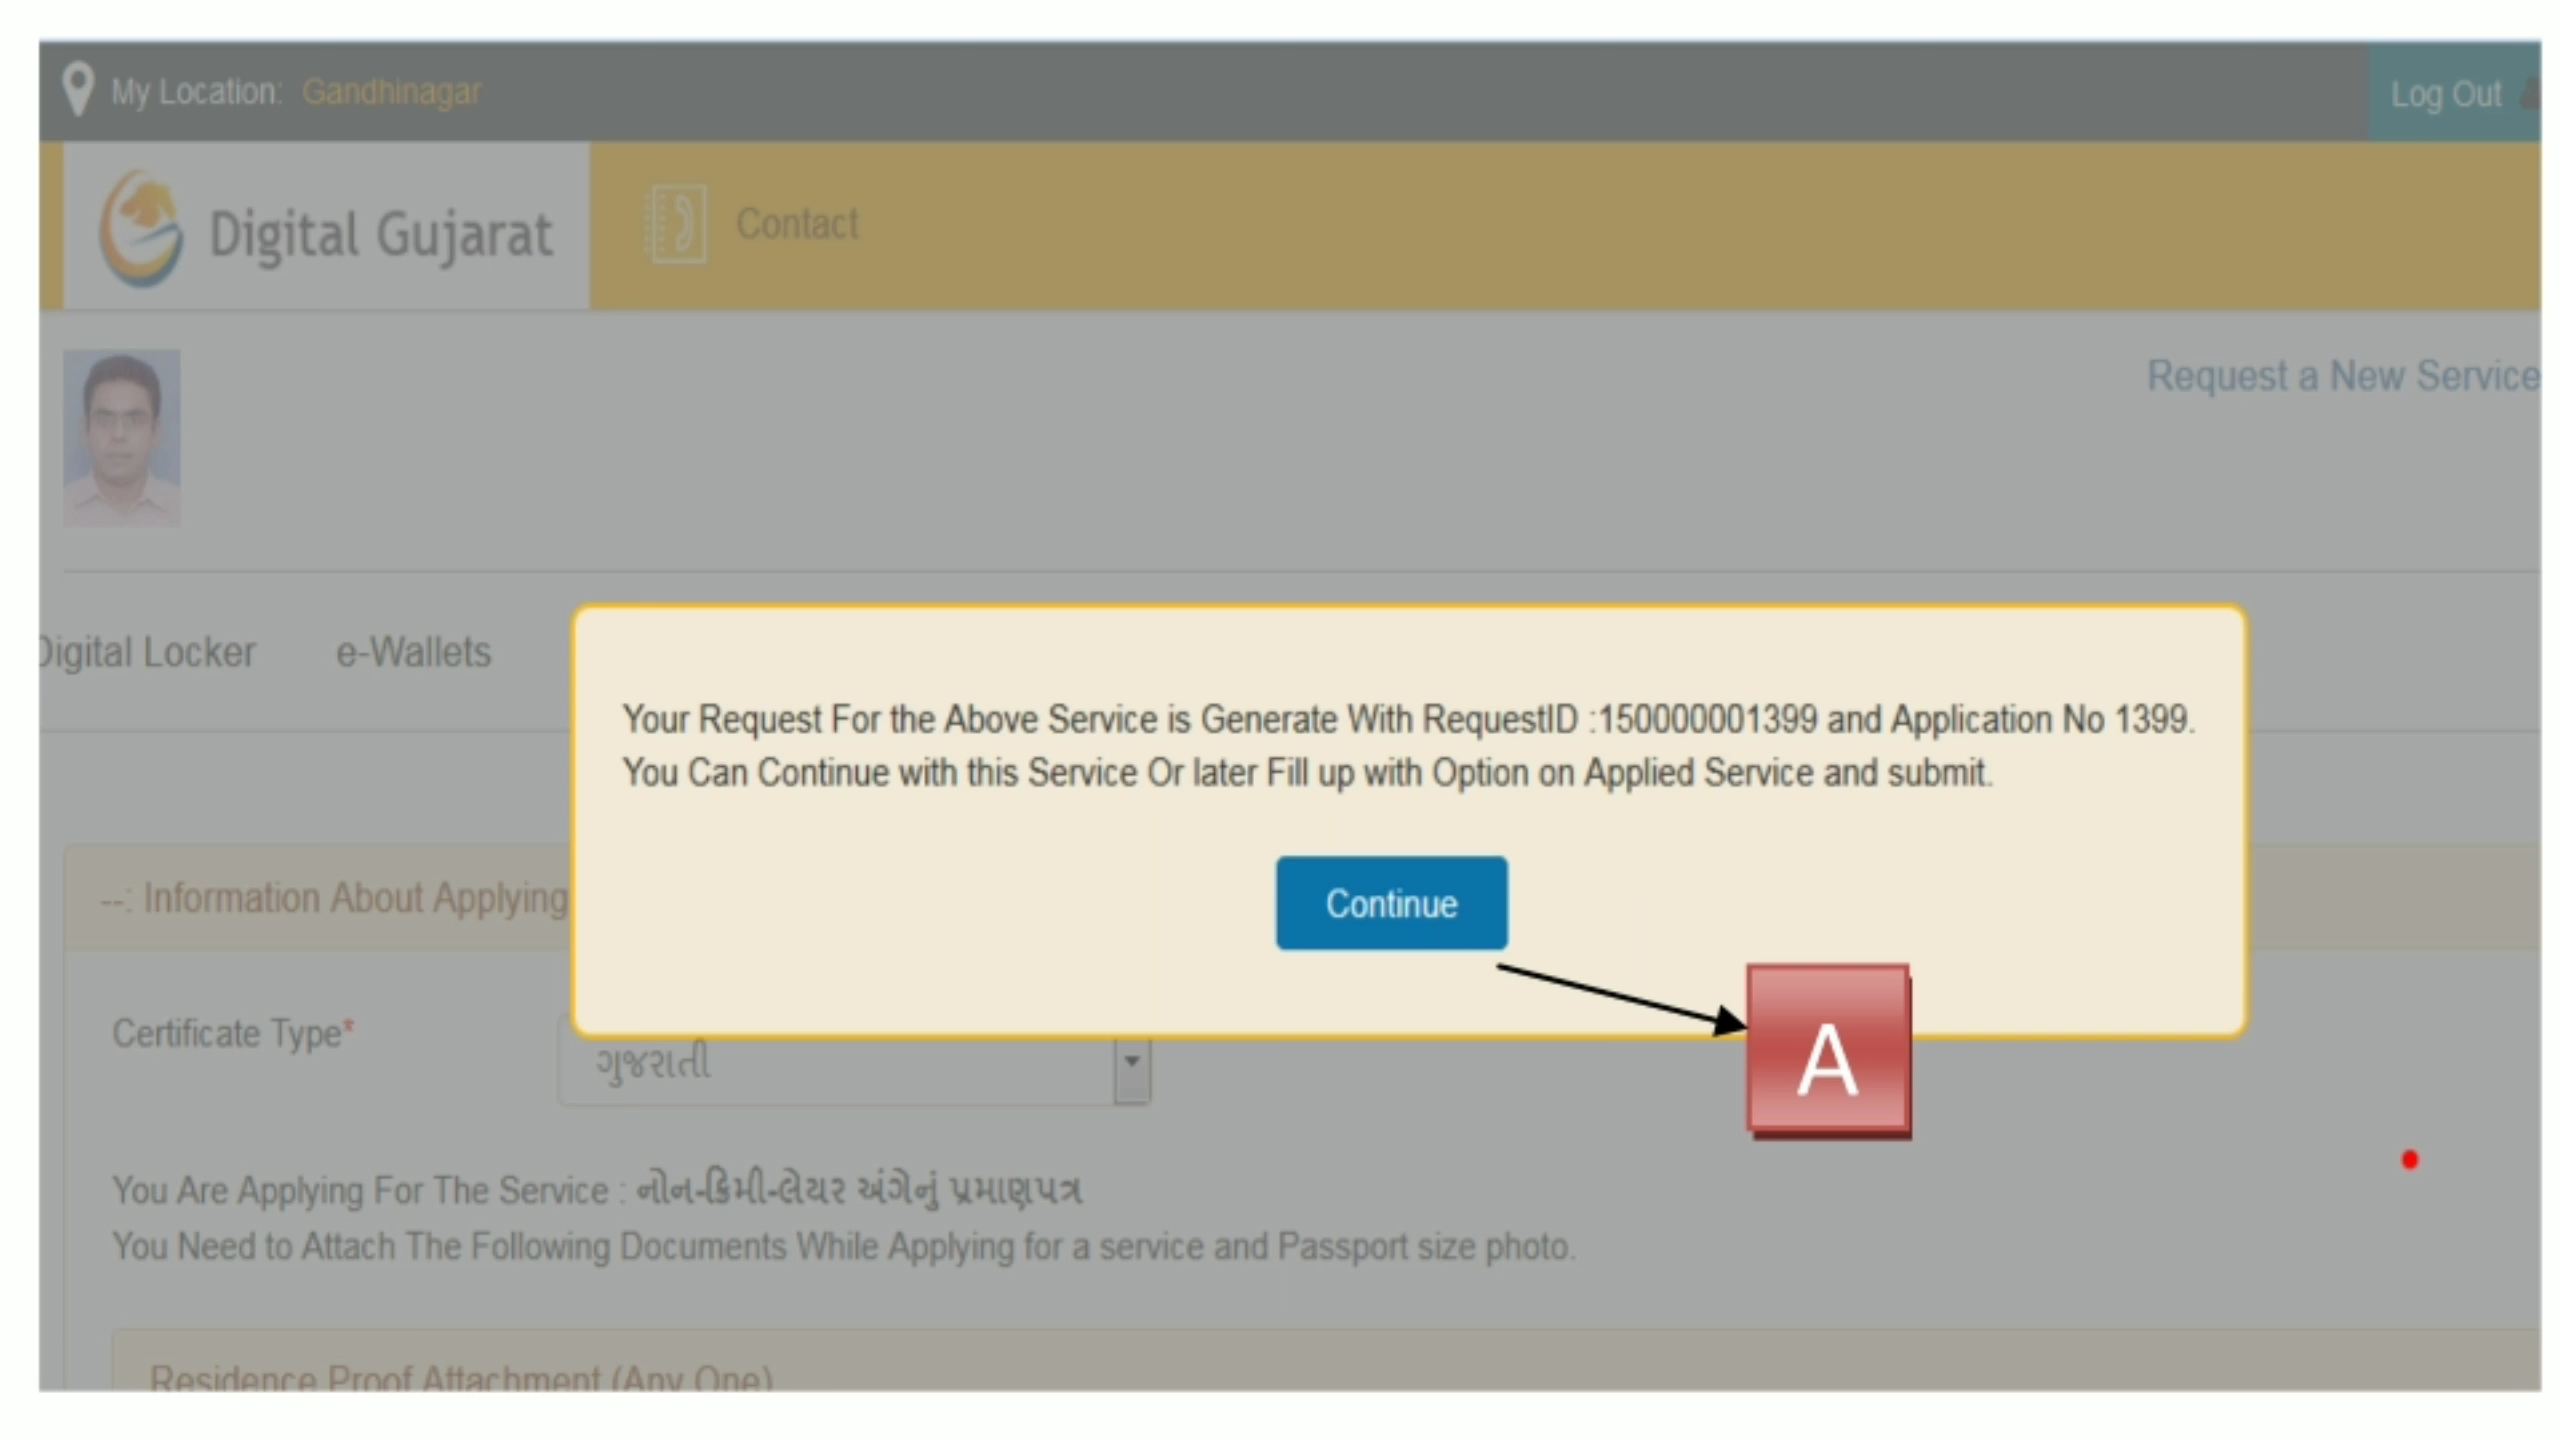 My Location: Gandhinagar
Log Out
Digital Gujarat
Contact
Request a New Service
Digital Locker e-Wallets
Your Request For the Above Service is Generate With RequestID :150000001399 and Application No 1399.
You Can Continue with this Service Or later Fill up with Option on Applied Service and submit.
Continue
--: Information About Applying
A
Certificate Type*
ગુજરાતી
You Are Applying For The Service : નોન-ક્રિમી-લેયર અંગેનું પ્રમાણપત્ર
You Need to Attach The Following Documents While Applying for a service and Passport size photo.
Residence Proof Attachment (Any One)